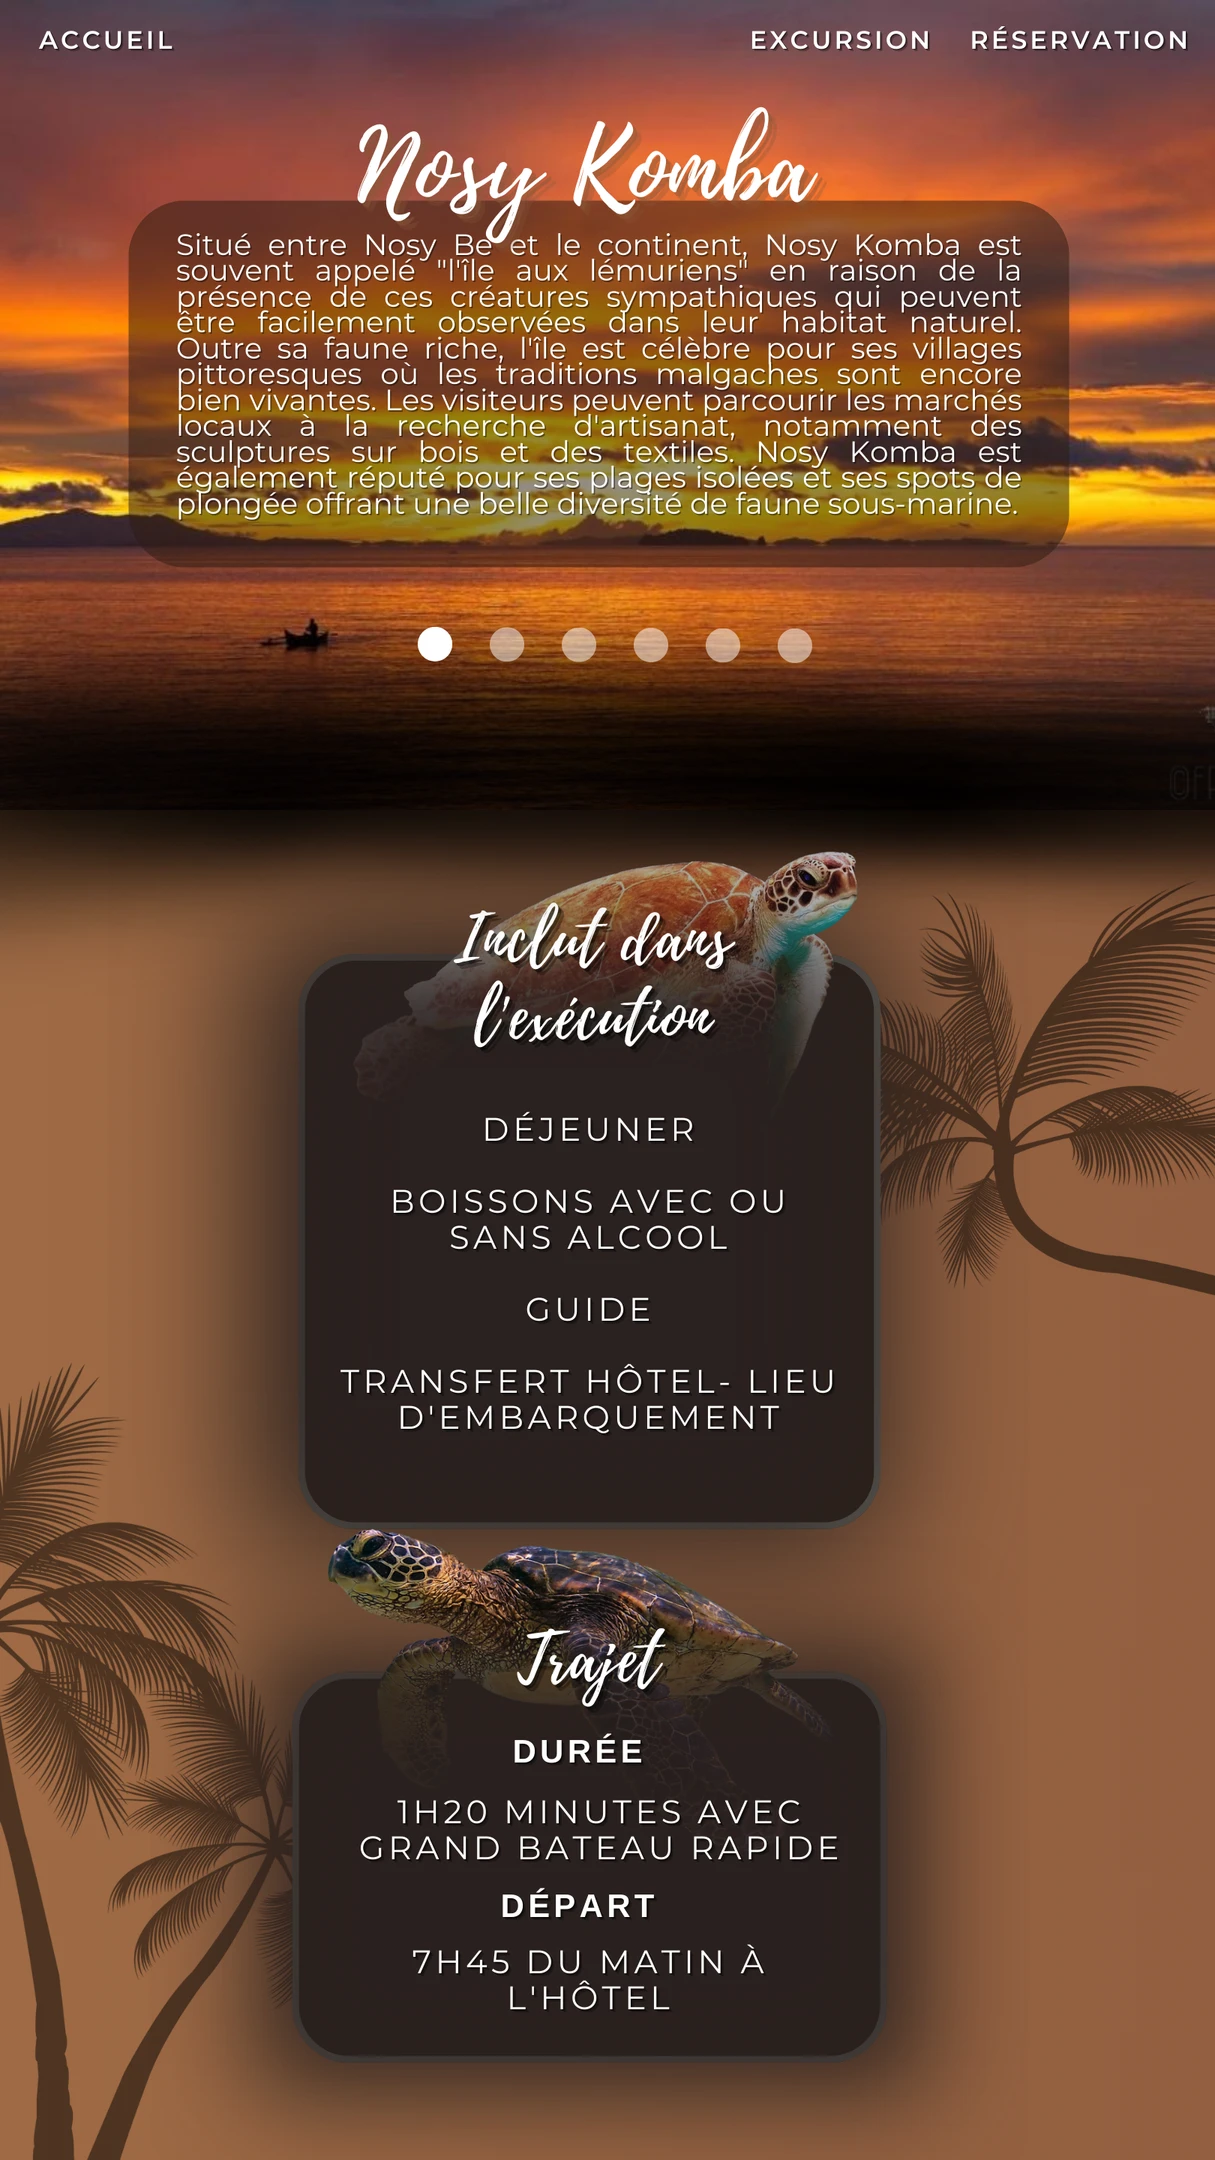 ACCUEIL
EXCURSION
RÉSERVATION
Nosy Komba
Situé entre Nosy Be et le continent, Nosy Komba est
souvent appelé "l'île aux lémuriens" en raison de la
présence de ces créatures sympathiques qui peuvent
être facilement observées dans leur habitat naturel.
Outre sa faune riche, l'île est célèbre pour ses villages
pittoresques où les traditions malgaches sont encore
bien vivantes. Les visiteurs peuvent parcourir les marchés
locaux à la recherche d'artisanat, notamment des
sculptures sur bois et des textiles. Nosy Komba est
également réputé pour ses plages isolées et ses spots de
plongée offrant une belle diversité de faune sous-marine.
Inclut dans
l'exécution
DÉJEUNER
BOISSONS AVEC OU
SANS ALCOOL
GUIDE
TRANSFERT HÔTEL- LIEU
D'EMBARQUEMENT
Trajet
DURÉE
1H20 MINUTES AVEC
GRAND BATEAU RAPIDE
DÉPART
7H45 DU MATIN À
L'HÔTEL